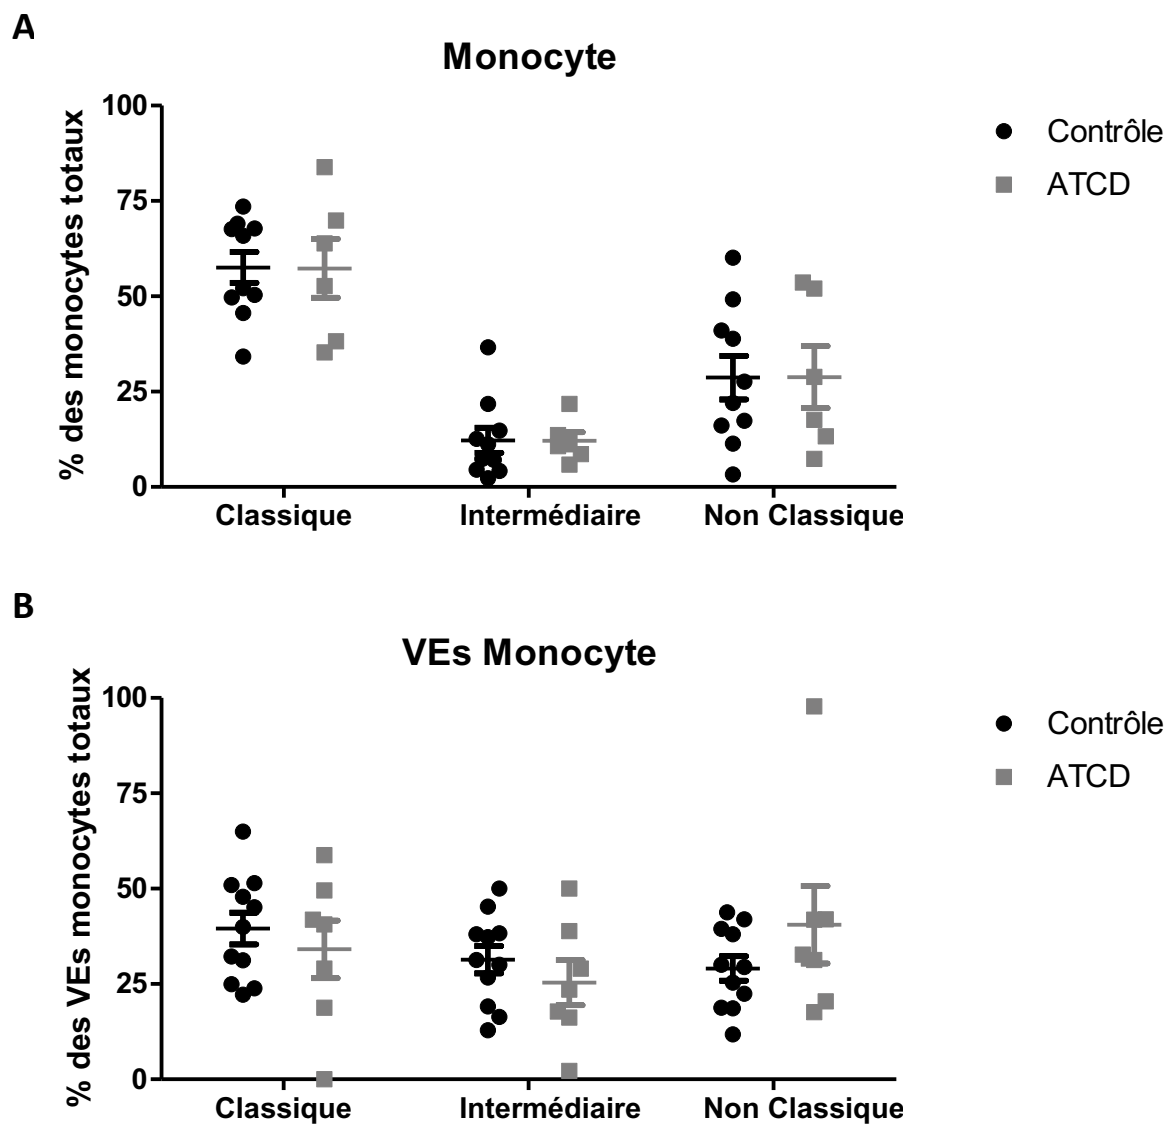 A
Monocyte
% des monocytes totaux
100
75
50
25
0
Classique
Intermédiaire
Non Classique
Contrôle
ATCD
B
VEs Monocyte
% des VEs monocytes totaux
100
75
50
25
0
Classique
Intermédiaire
Non Classique
Contrôle
ATCD